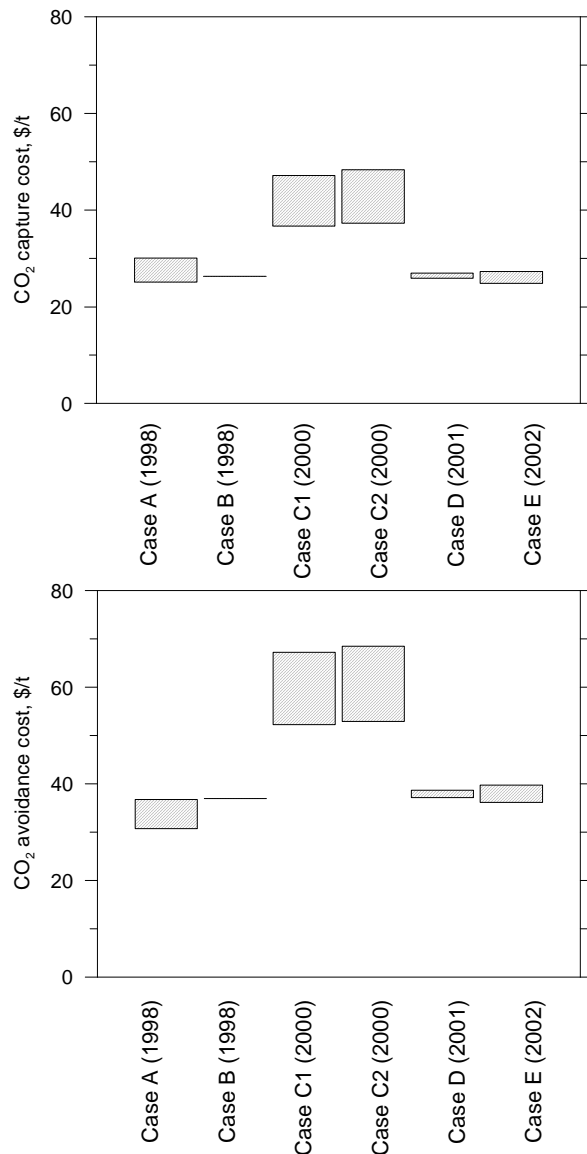 CO₂ capture cost, $/t
80
60
40
20
0
Case A (1998)
Case B (1998)
Case C1 (2000)
Case C2 (2000)
Case D (2001)
Case E (2002)
CO₂ avoidance cost, $/t
80
60
40
20
0
Case A (1998)
Case B (1998)
Case C1 (2000)
Case C2 (2000)
Case D (2001)
Case E (2002)